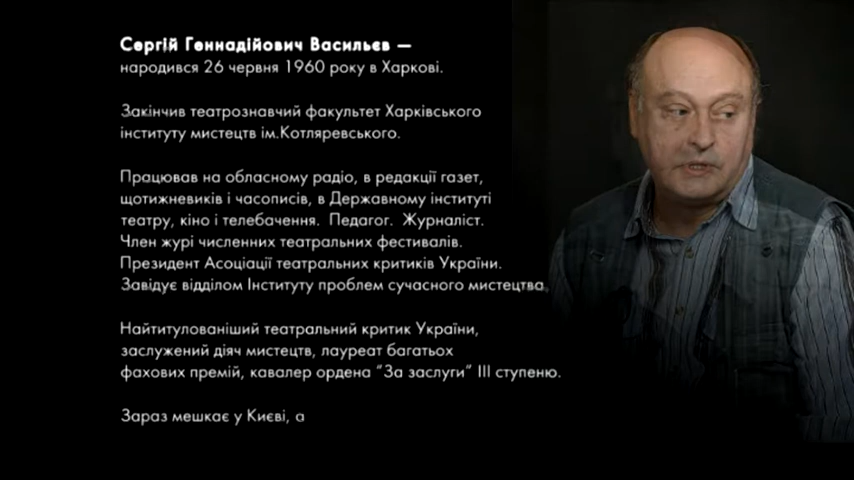 Сергій Геннадійович Васильєв —
народився 26 червня 1960 року в Харкові.
Закінчив театрознавчий факультет Харківського
інституту мистецтв ім.Котляревського.
Працював на обласному радіо, в редакції газет,
щотижневиків і часописів, в Державному інституті
театру, кіно і телебачення. Педагог. Журналіст.
Член журі численних театральних фестивалів.
Президент Асоціації театральних критиків України.
Завідує відділом Інституту проблем сучасного мистецтва
Найтитулованіший театральний критик України,
заслужений діяч мистецтв, лауреат багатьох
фахових премій, кавалер ордена "За заслуги" III ступеню.
Зараз мешкає у Києві, а